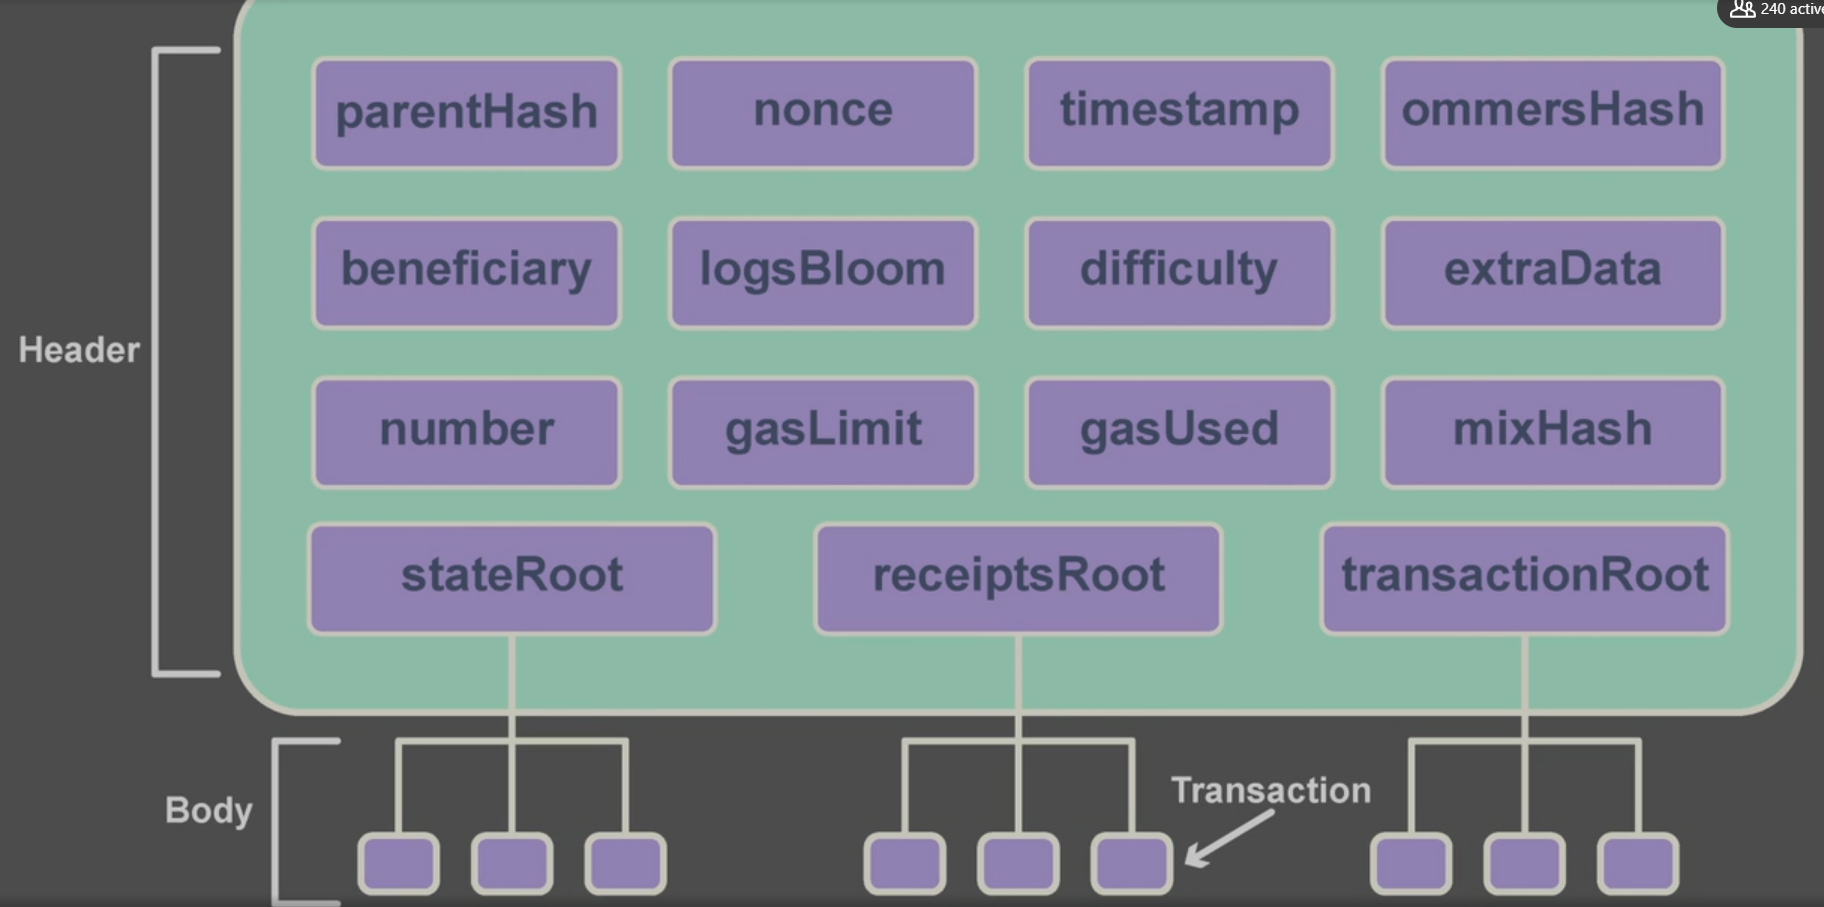 240 active
parentHash
nonce
timestamp
ommersHash
beneficiary
logsBloom
difficulty
extraData
Header
number
gasLimit
gasUsed
mixHash
stateRoot
receiptsRoot
transactionRoot
Transaction
Body